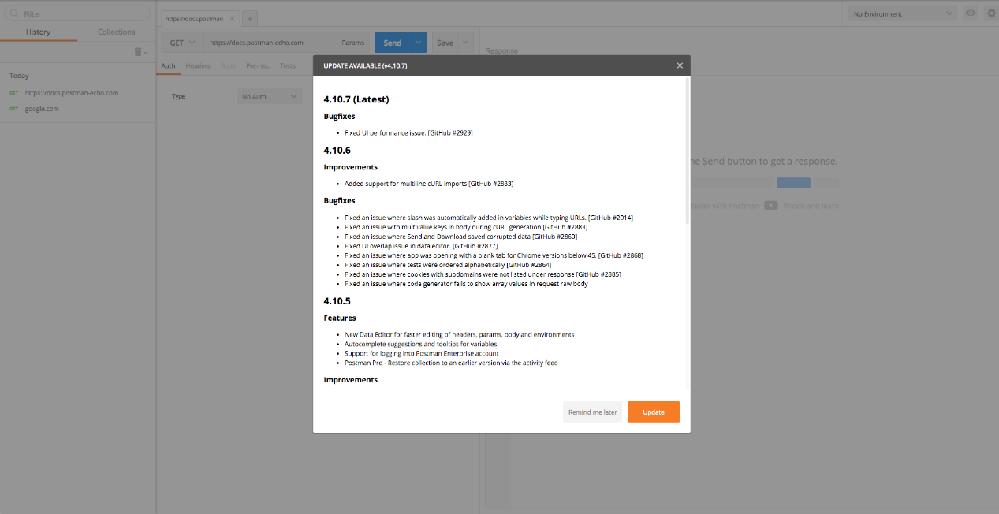 Filter
History
Collections
Today
GET https://docs.postman-echo.com
GET google.com
https://docs.postman
No Environment
GET
https://docs.postman-echo.com
Params
Send
Save
Auth
Headers
Body
Pre-req.
Tests
Type
No Auth
Response
he Send button to get a response.
faster with Postman
Watch and learn
UPDATE AVAILABLE (v4.10.7)
4.10.7 (Latest)
Bugfixes
• Fixed UI performance issue. [GitHub #2929]
4.10.6
Improvements
• Added support for multiline cURL imports [GitHub #2883]
Bugfixes
• Fixed an issue where slash was automatically added in variables while typing URLs. [GitHub #2914]
• Fixed an issue with multivalue keys in body during cURL generation [GitHub #2883]
• Fixed an issue where Send and Download saved corrupted data [GitHub #2860]
• Fixed UI overlap issue in data editor. [GitHub #2877]
• Fixed an issue where app was opening with a blank tab for Chrome versions below 45. [GitHub #2868]
• Fixed an issue where tests were ordered alphabetically [GitHub #2864]
• Fixed an issue where cookies with subdomains were not listed under response [GitHub #2885]
• Fixed an issue where code generator fails to show array values in request raw body
4.10.5
Features
• New Data Editor for faster editing of headers, params, body and environments
• Autocomplete suggestions and tooltips for variables
• Support for logging into Postman Enterprise account
• Postman Pro - Restore collection to an earlier version via the activity feed
Improvements
Remind me later
Update